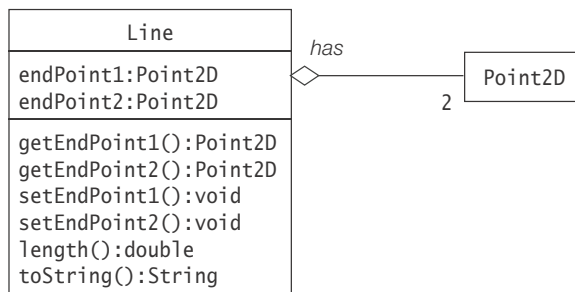 Line
endPoint1:Point2D
endPoint2:Point2D
getEndPoint1():Point2D
getEndPoint2():Point2D
setEndPoint1():void
setEndPoint2():void
length():double
toString():String
has
2
Point2D